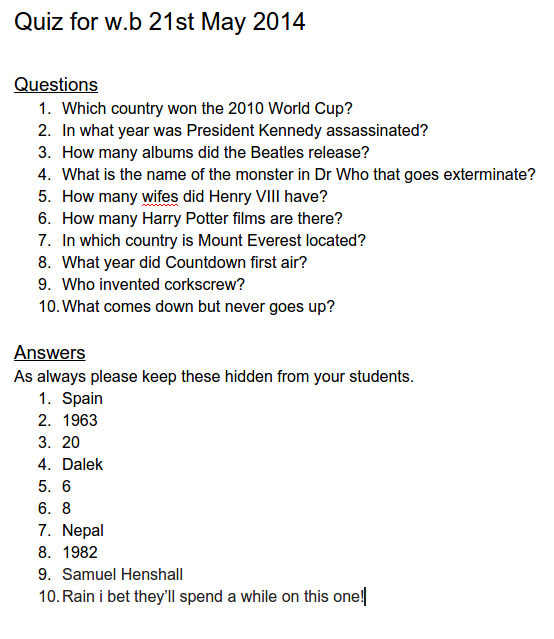 Quiz for w.b 21st May 2014
Questions
1. Which country won the 2010 World Cup?
2. In what year was President Kennedy assassinated?
3. How many albums did the Beatles release?
4. What is the name of the monster in Dr Who that goes exterminate?
5. How many wifes did Henry VIII have?
6. How many Harry Potter films are there?
7. In which country is Mount Everest located?
8. What year did Countdown first air?
9. Who invented corkscrew?
10. What comes down but never goes up?
Answers
As always please keep these hidden from your students.
1. Spain
2. 1963
3. 20
4. Dalek
5. 6
6. 8
7. Nepal
8. 1982
9. Samuel Henshall
10. Rain i bet they'll spend a while on this one!